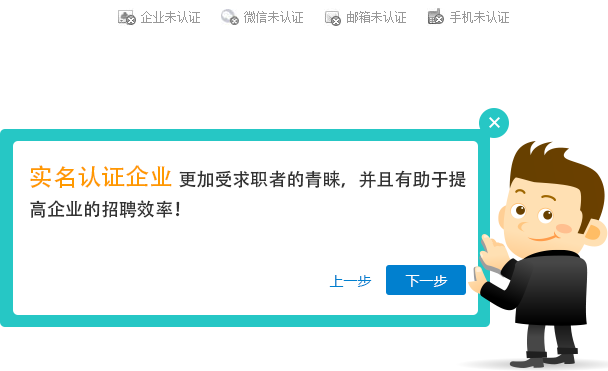 企业未认证 微信未认证 邮箱未认证 手机未认证
实名认证企业 更加受求职者的青睐，并且有助于提
高企业的招聘效率！
上一步 下一步